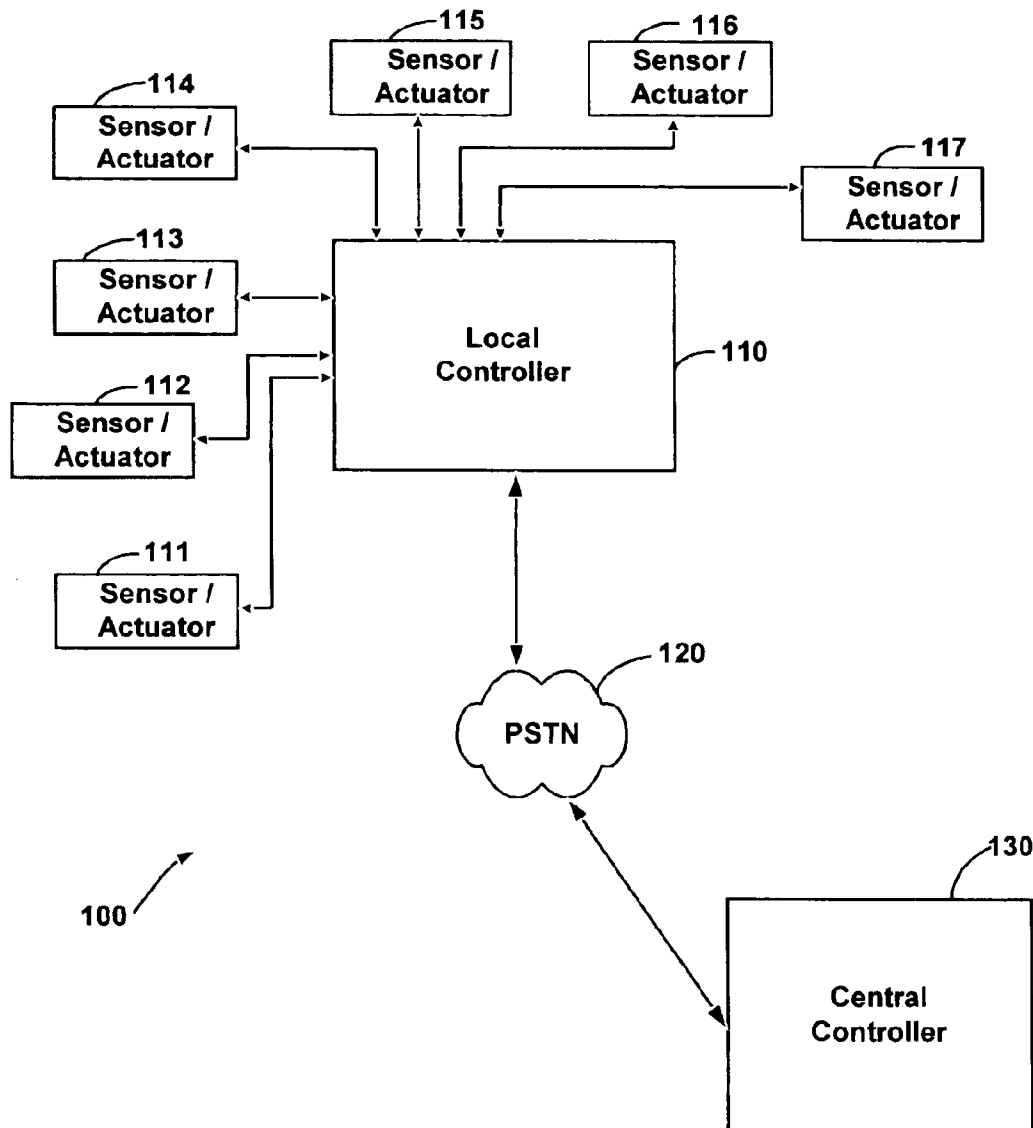 115
Sensor /
Actuator
116
Sensor /
Actuator
114
Sensor /
Actuator
117
Sensor /
Actuator
113
Sensor /
Actuator
Local
Controller
110
112
Sensor /
Actuator
111
Sensor /
Actuator
120
PSTN
130
100
Central
Controller